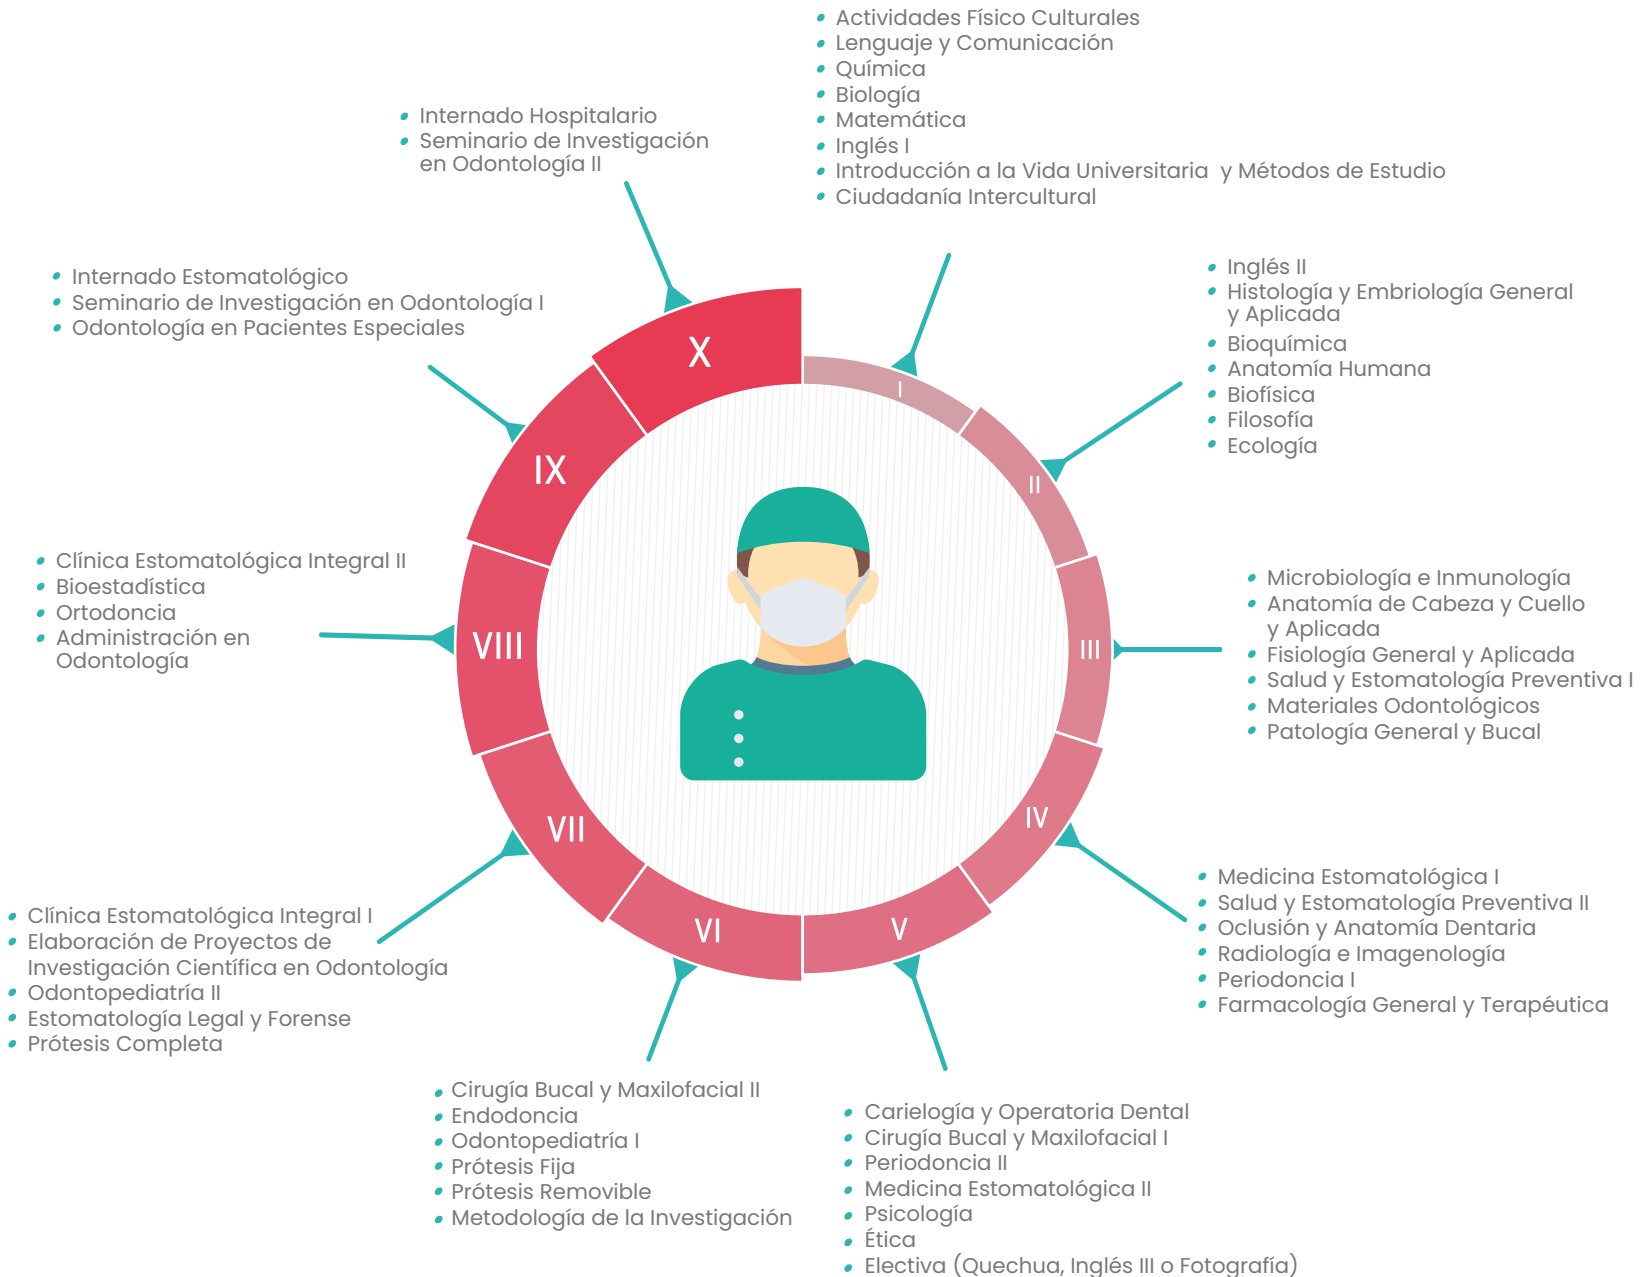 Actividades Físico Culturales
Lenguaje y Comunicación
Química
Biología
Matemática
Inglés I
Introducción a la Vida Universitaria y Métodos de Estudio
Ciudadanía Intercultural
I
Inglés II
Histología y Embriología General
y Aplicada
Bioquímica
Anatomía Humana
Biofísica
Filosofía
Ecología
II
Microbiología e Inmunología
Anatomía de Cabeza y Cuello
y Aplicada
Fisiología General y Aplicada
Salud y Estomatología Preventiva I
Materiales Odontológicos
Patología General y Bucal
III
Medicina Estomatológica I
Salud y Estomatología Preventiva II
Oclusión y Anatomía Dentaria
Radiología e Imagenología
Periodoncia I
Farmacología General y Terapéutica
IV
Carielogía y Operatoria Dental
Cirugía Bucal y Maxilofacial I
Periodoncia II
Medicina Estomatológica II
Psicología
Ética
Electiva (Quechua, Inglés III o Fotografía)
V
Cirugía Bucal y Maxilofacial II
Endodoncia
Odontopediatría I
Prótesis Fija
Prótesis Removible
Metodología de la Investigación
VI
Clínica Estomatológica Integral I
Elaboración de Proyectos de
Investigación Científica en Odontología
Odontopediatría II
Estomatología Legal y Forense
Prótesis Completa
VII
Clínica Estomatológica Integral II
Bioestadística
Ortodoncia
Administración en
Odontología
VIII
Internado Estomatológico
Seminario de Investigación en Odontología I
Odontología en Pacientes Especiales
IX
Internado Hospitalario
Seminario de Investigación
en Odontología II
X